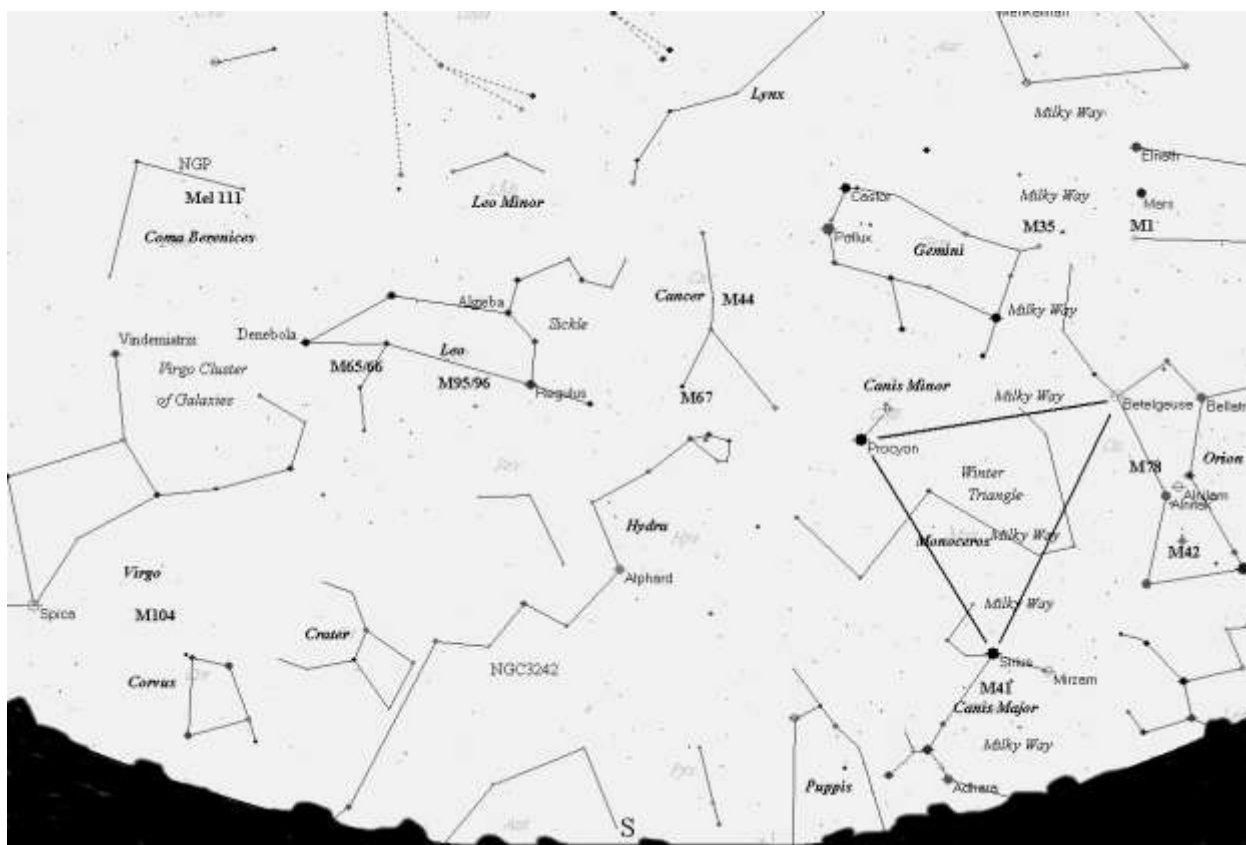 Menkalinan
Lynx
Milky Way
Elnath
NGP
Mel 111
Leo Minor
Castor
Milky Way
Mars
Coma Berenices
Pollux
M35
M1
Gemini
Algeba
Cancer
M44
Milky Way
Vindemiatrix
Denebola
Sickle
Leo
Virgo Cluster
of Galaxies
M65/66
M95/96
Regulus
M67
Canis Minor
Milky Way
Betelgeuse
Bellatr
Procyon
Orion
M78
Winter
Triangle
Alnilam
Alnitak
Hydra
Monoceros
Milky Way
M42
Virgo
Alphard
Spica
M104
Milky Way
Crater
NGC3242
Sirius
Mirzam
Corvus
M41
Canis Major
Milky Way
Puppis
Adhara
S